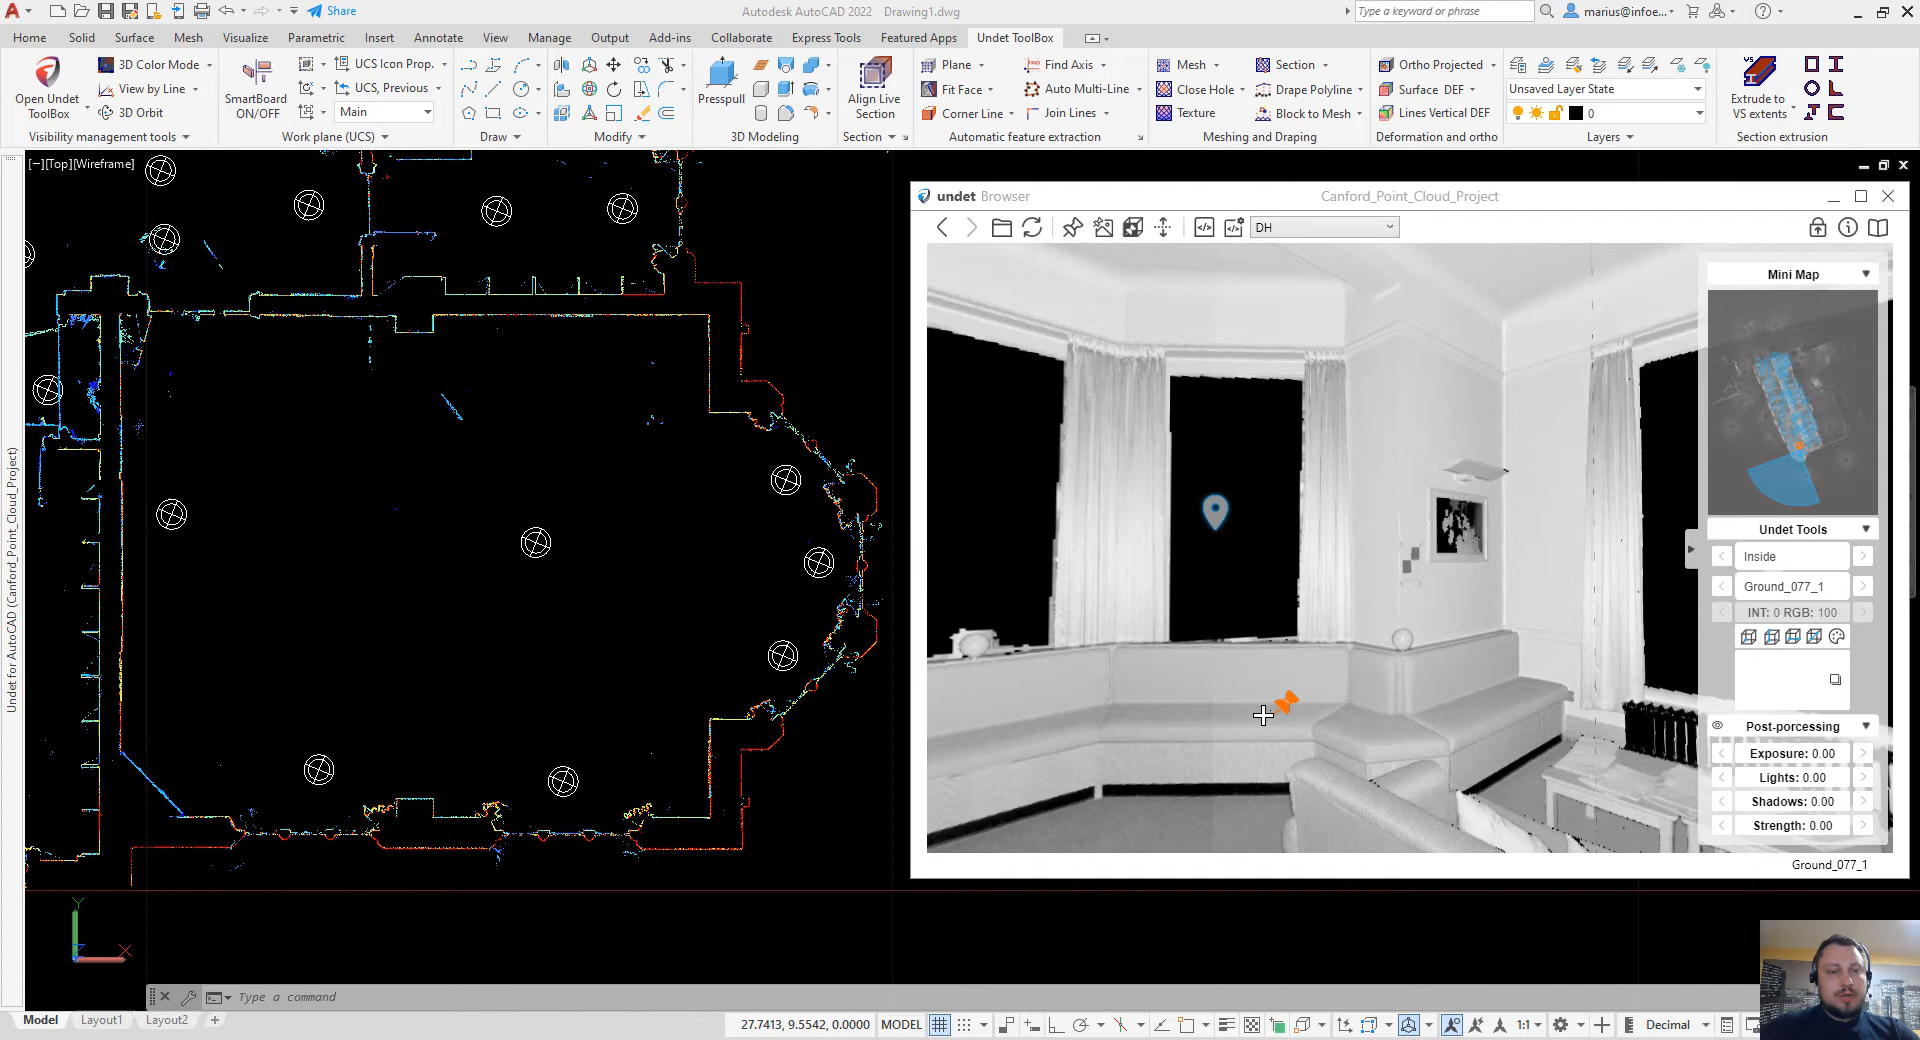 Share
Autodesk AutoCAD 2022 Drawing1.dwg
Type a keyword or phrase
marius@infoe...
Home Solid Surface Mesh Visualize Parametric Insert Annotate View Manage Output Add-ins Collaborate Express Tools Featured Apps Undet ToolBox
Open Undet ToolBox
3D Color Mode
View by Line
3D Orbit
Visibility management tools
SmartBoard ON/OFF
UCS Icon Prop.
UCS, Previous
Main
Work plane (UCS)
Draw
Modify
Presspull
3D Modeling
Align Live Section
Section
Plane
Fit Face
Corner Line
Find Axis
Auto Multi-Line
Join Lines
Automatic feature extraction
Mesh
Close Hole
Texture
Section
Drape Polyline
Block to Mesh
Meshing and Draping
Ortho Projected
Surface DEF
Lines Vertical DEF
Deformation and ortho
Unsaved Layer State
0
Layers
VS
Extrude to VS extents
Section extrusion
[−][Top][Wireframe]
Undet for AutoCAD (Canford_Point_Cloud_Project)
undet Browser
Canford_Point_Cloud_Project
DH
Mini Map
Undet Tools
Inside
Ground_077_1
INT: 0 RGB: 100
Post-porcessing
Exposure: 0.00
Lights: 0.00
Shadows: 0.00
Strength: 0.00
Ground_077_1
Y
X
Type a command
Model Layout1 Layout2 +
27.7413, 9.5542, 0.0000 MODEL
1:1
Decimal